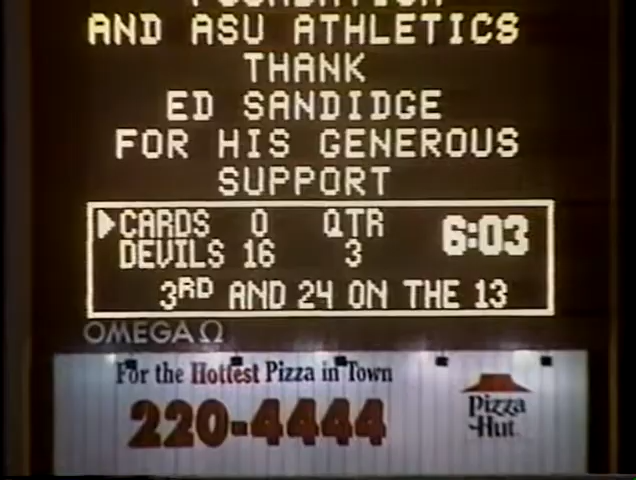 FOUNDATION
AND ASU ATHLETICS
THANK
ED SANDIDGE
FOR HIS GENEROUS
SUPPORT
CARDS 0 QTR 6:03
DEVILS 16 3
3RD AND 24 ON THE 13
OMEGA Ω
For the Hottest Pizza in Town
220-4444
Pizza
Hut